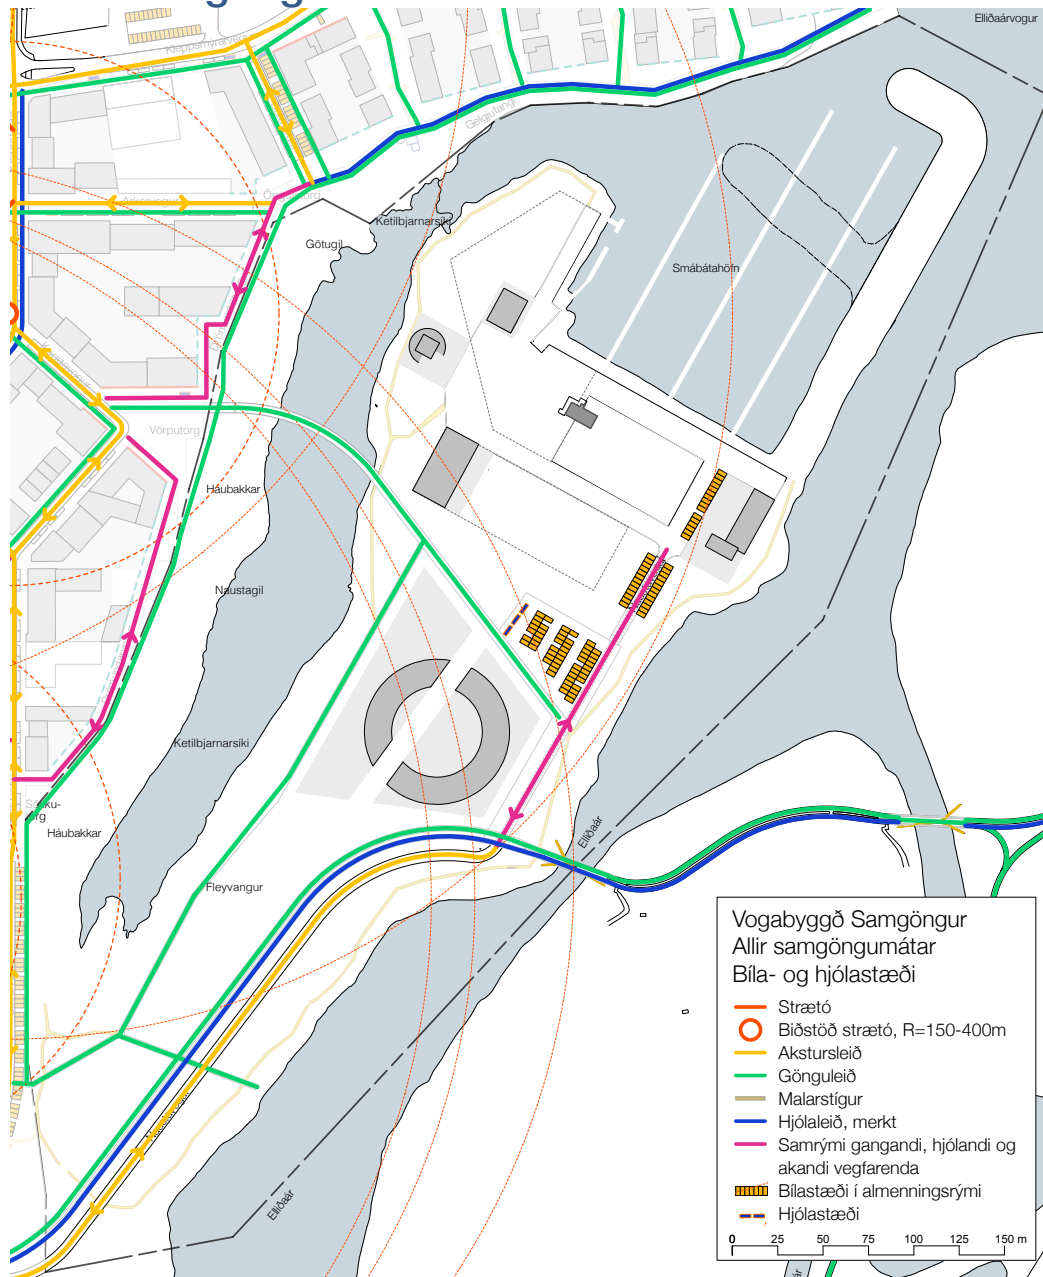 Elliðaárvogur
Kleppsmýrarvegur
Gelgjutangi
Arkarvogur
Ketilbjarnarsíki
Götugil
Smábátahöfn
Vörputorg
Háubakkar
Naustagil
Ketilbjarnarsíki
Háubakkar
Elliðaár
Fleyvangur
Elliðaár
Vogabyggð Samgöngur
Allir samgöngumátar
Bíla- og hjólastæði
Strætó
Biðstöð strætó, R=150-400m
Akstursleið
Gönguleið
Malarstígur
Hjólaleið, merkt
Samrými gangandi, hjólandi og
akandi vegfarenda
Bílastæði í almenningsrými
Hjólastæði
0 25 50 75 100 125 150 m